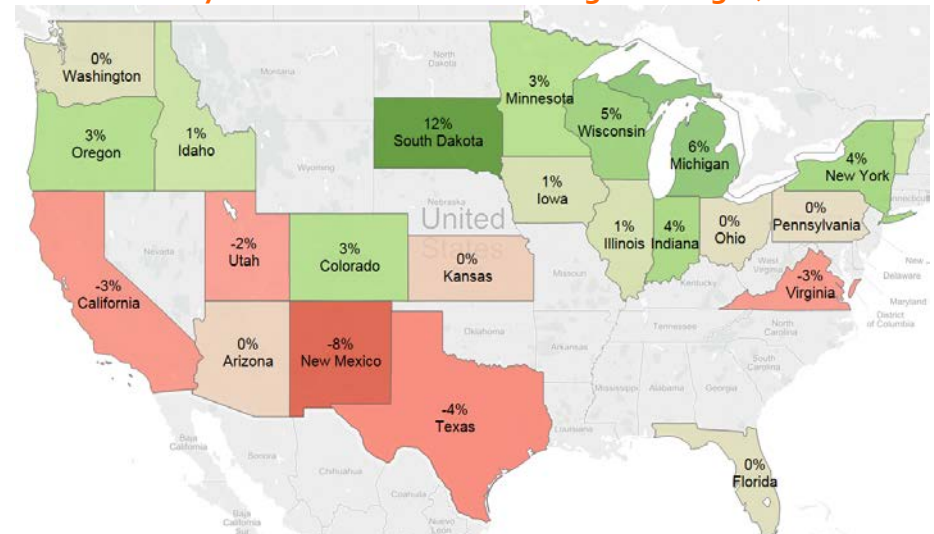 0%
Washington
3%
Oregon
1%
Idaho
Montana
North
Dakota
Wyoming
12%
South Dakota
3%
Minnesota
5%
Wisconsin
6%
Michigan
4%
New York
-3%
California
Nevada
-2%
Utah
3%
Colorado
Nebraska
United
States
0%
Kansas
1%
Iowa
1%
Illinois
4%
Indiana
0%
Ohio
0%
Pennsylvania
Missouri
Kentucky
West
Virginia
-3%
Virginia
New
Delaware
Maryland
District
of Columbia
0%
Arizona
-8%
New Mexico
-4%
Texas
Oklahoma
Arkansas
Tennessee
North
Carolina
South
Carolina
Mississippi
Alabama
Georgia
Louisiana
0%
Florida
Baja
California
Sonora
Chihuahua
Coahuila
Nuevo
León
Baja
California
Sur